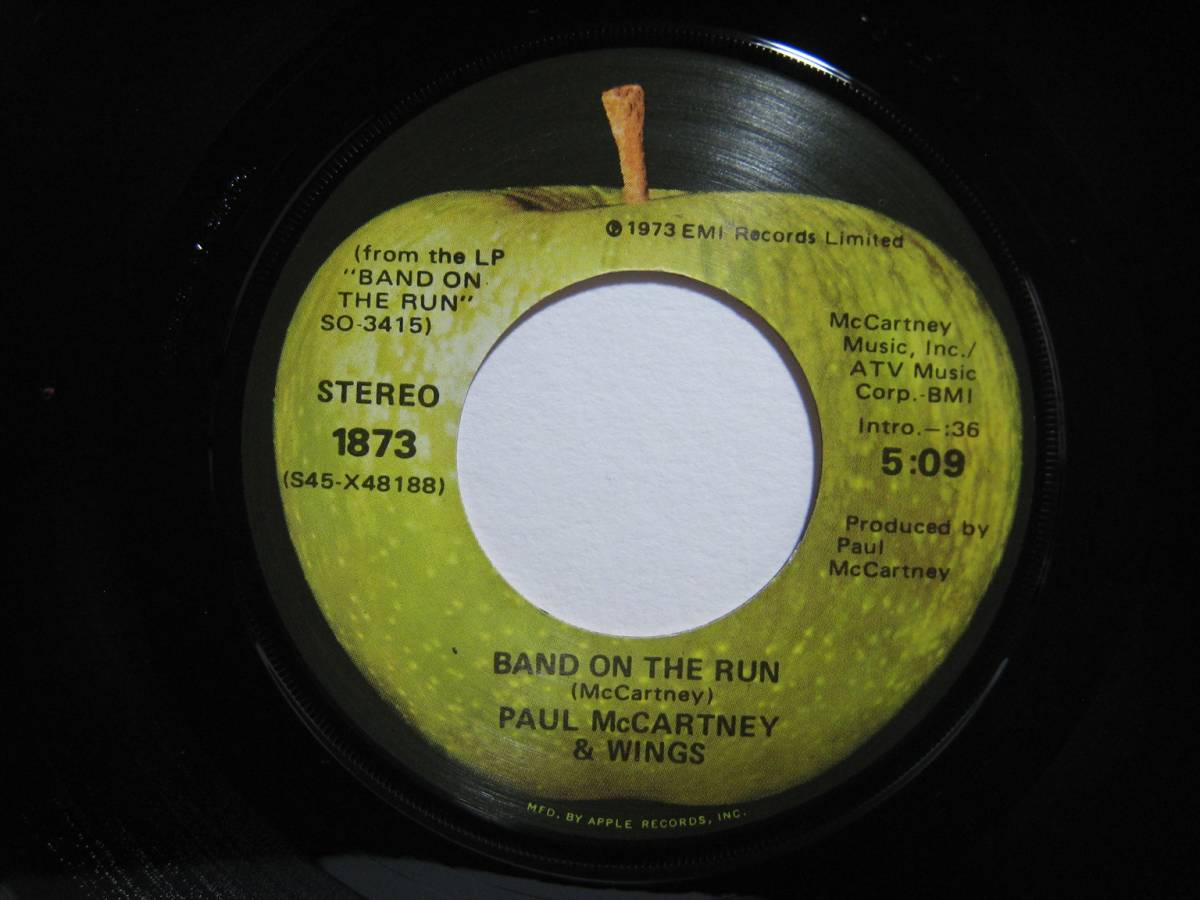 ℗1973 EMI Records Limited
(from the LP
"BAND ON
THE RUN"
SO-3415)
STEREO
1873
(S45-X48188)
McCartney
Music, Inc./
ATV Music
Corp.-BMI
Intro.-:36
5:09
Produced by
Paul
McCartney
BAND ON THE RUN
(McCartney)
PAUL McCARTNEY
& WINGS
MFD. BY APPLE RECORDS, INC.